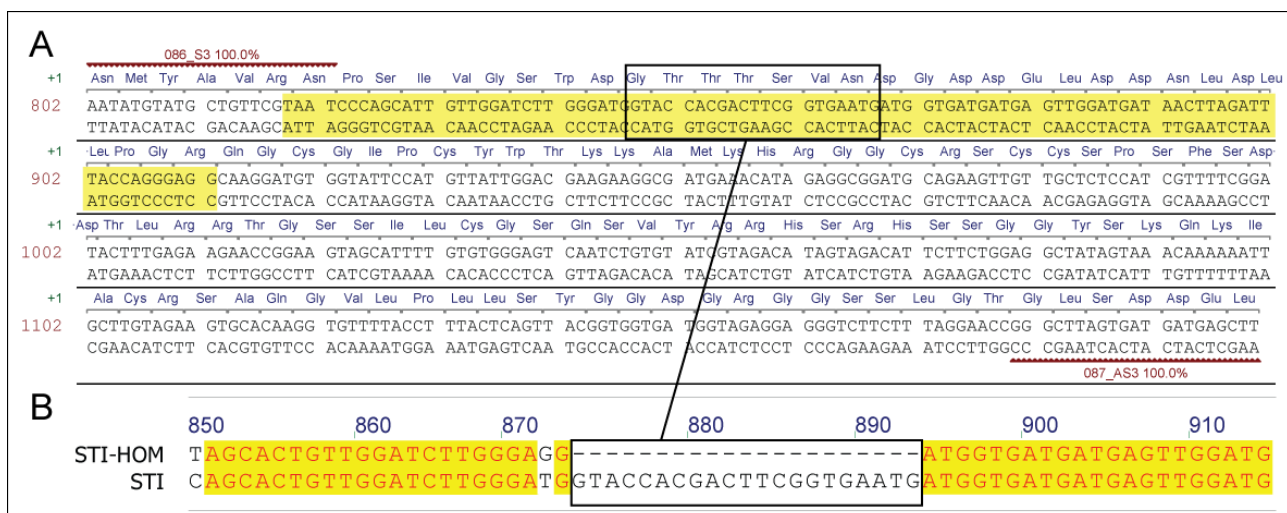 A
086_S3 100.0%
+1 Asn Met Tyr Ala Val Arg Asn Pro Ser Ile Val Gly Ser Trp Asp Gly Thr Thr Thr Ser Val Asn Asp Gly Asp Asp Glu Leu Asp Asp Asn Leu Asp Leu
802 AATATGTATG CTGTTCGTAA TCCCAGCATT GTTGGATCTT GGGATGGTAC CACGACTTCG GTGAATGATG GTGATGATGA GTTGGATGAT AACTTAGATT
TTATACATAC GACAAGCATT AGGGTCGTAA CAACCTAGAA CCCTACCATG GTGCTGAAGC CACTTACTAC CACTACTACT CAACCTACTA TTGAATCTAA
+1 ·Leu Pro Gly Arg Gln Gly Cys Gly Ile Pro Cys Tyr Trp Thr Lys Lys Ala Met Lys His Arg Gly Gly Cys Arg Ser Cys Cys Ser Pro Ser Phe Ser Asp·
902 TACCAGGGAG GCAAGGATGT GGTATTCCAT GTTATTGGAC GAAGAAGGCG ATGAAACATA GAGGCGGATG CAGAAGTTGT TGCTCTCCAT CGTTTTCGGA
ATGGTCCCTC CGTTCCTACA CCATAAGGTA CAATAACCTG CTTCTTCCGC TACTTTGTAT CTCCGCCTAC GTCTTCAACA ACGAGAGGTA GCAAAAGCCT
+1 ·Asp Thr Leu Arg Arg Thr Gly Ser Ser Ile Leu Cys Gly Ser Gln Ser Val Tyr Arg Arg His Ser Arg His Ser Ser Gly Gly Tyr Ser Lys Gln Lys Ile
1002 TACTTTGAGA AGAACCGGAA GTAGCATTTT GTGTGGGAGT CAATCTGTGT ATCGTAGACA TAGTAGACAT TCTTCTGGAG GCTATAGTAA ACAAAAAATT
ATGAAACTCT TCTTGGCCTT CATCGTAAAA CACACCCTCA GTTAGACACA TAGCATCTGT ATCATCTGTA AGAAGACCTC CGATATCATT TGTTTTTTAA
+1 Ala Cys Arg Ser Ala Gln Gly Val Leu Pro Leu Leu Ser Tyr Gly Gly Asp Gly Arg Gly Gly Ser Ser Leu Gly Thr Gly Leu Ser Asp Asp Glu Leu
1102 GCTTGTAGAA GTGCACAAGG TGTTTTACCT TTACTCAGTT ACGGTGGTGA TGGTAGAGGA GGGTCTTCTT TAGGAACCGG GCTTAGTGAT GATGAGCTT
CGAACATCTT CACGTGTTCC ACAAAATGGA AATGAGTCAA TGCCACCACT ACCATCTCCT CCCAGAAGAA ATCCTTGGCC CGAATCACTA CTACTCGAA
087_AS3 100.0%
B
850 860 870 880 890 900 910
STI-HOM TAGCACTGTTGGATCTTGGGAGG---------------------ATGGTGATGATGAGTTGGATG
STI CAGCACTGTTGGATCTTGGGATGGTACCACGACTTCGGTGAATGATGGTGATGATGAGTTGGATG